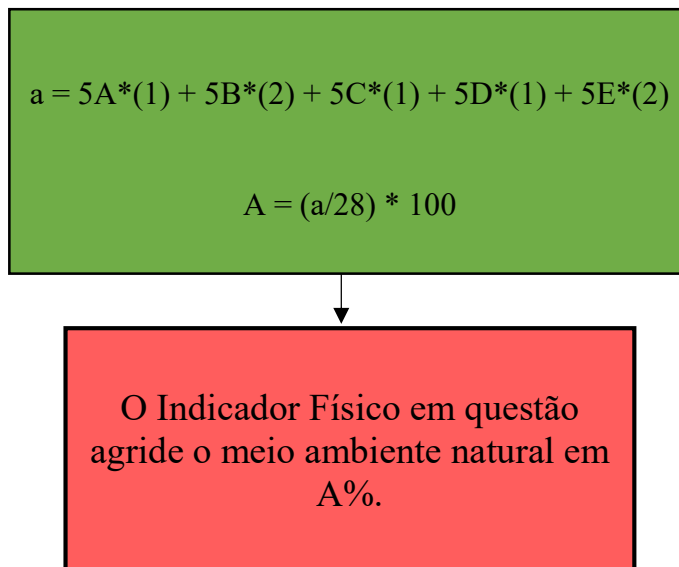 a = 5A*(1) + 5B*(2) + 5C*(1) + 5D*(1) + 5E*(2)
A = (a/28) * 100
O Indicador Físico em questão
agride o meio ambiente natural em
A%.